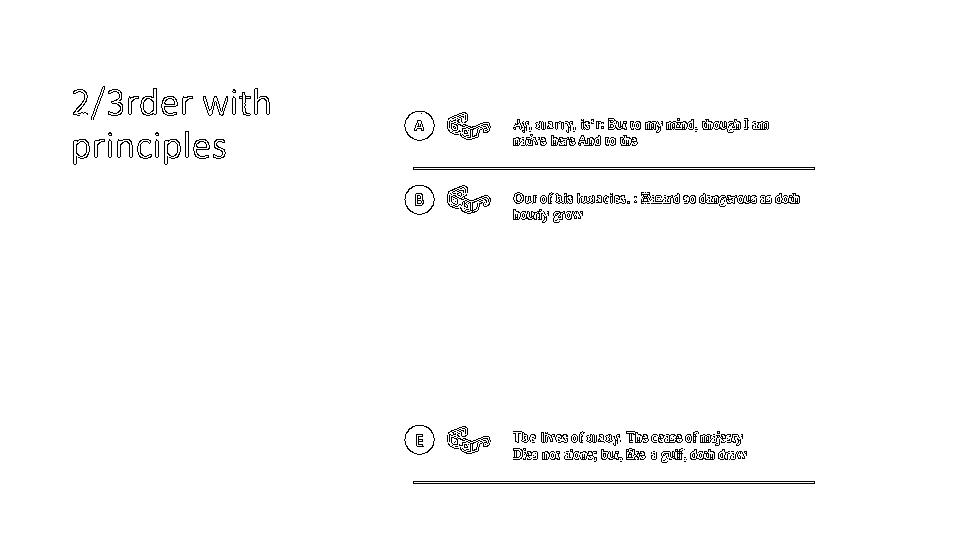 2/3rder with
principles
A
Ay, marry, is't: But to my mind, though I am
native here And to the
B
Out of his lunacies. : Hazard so dangerous as doth
hourly grow
E
The lives of many. The cease of majesty
Dies not alone; but, like a gulf, doth draw